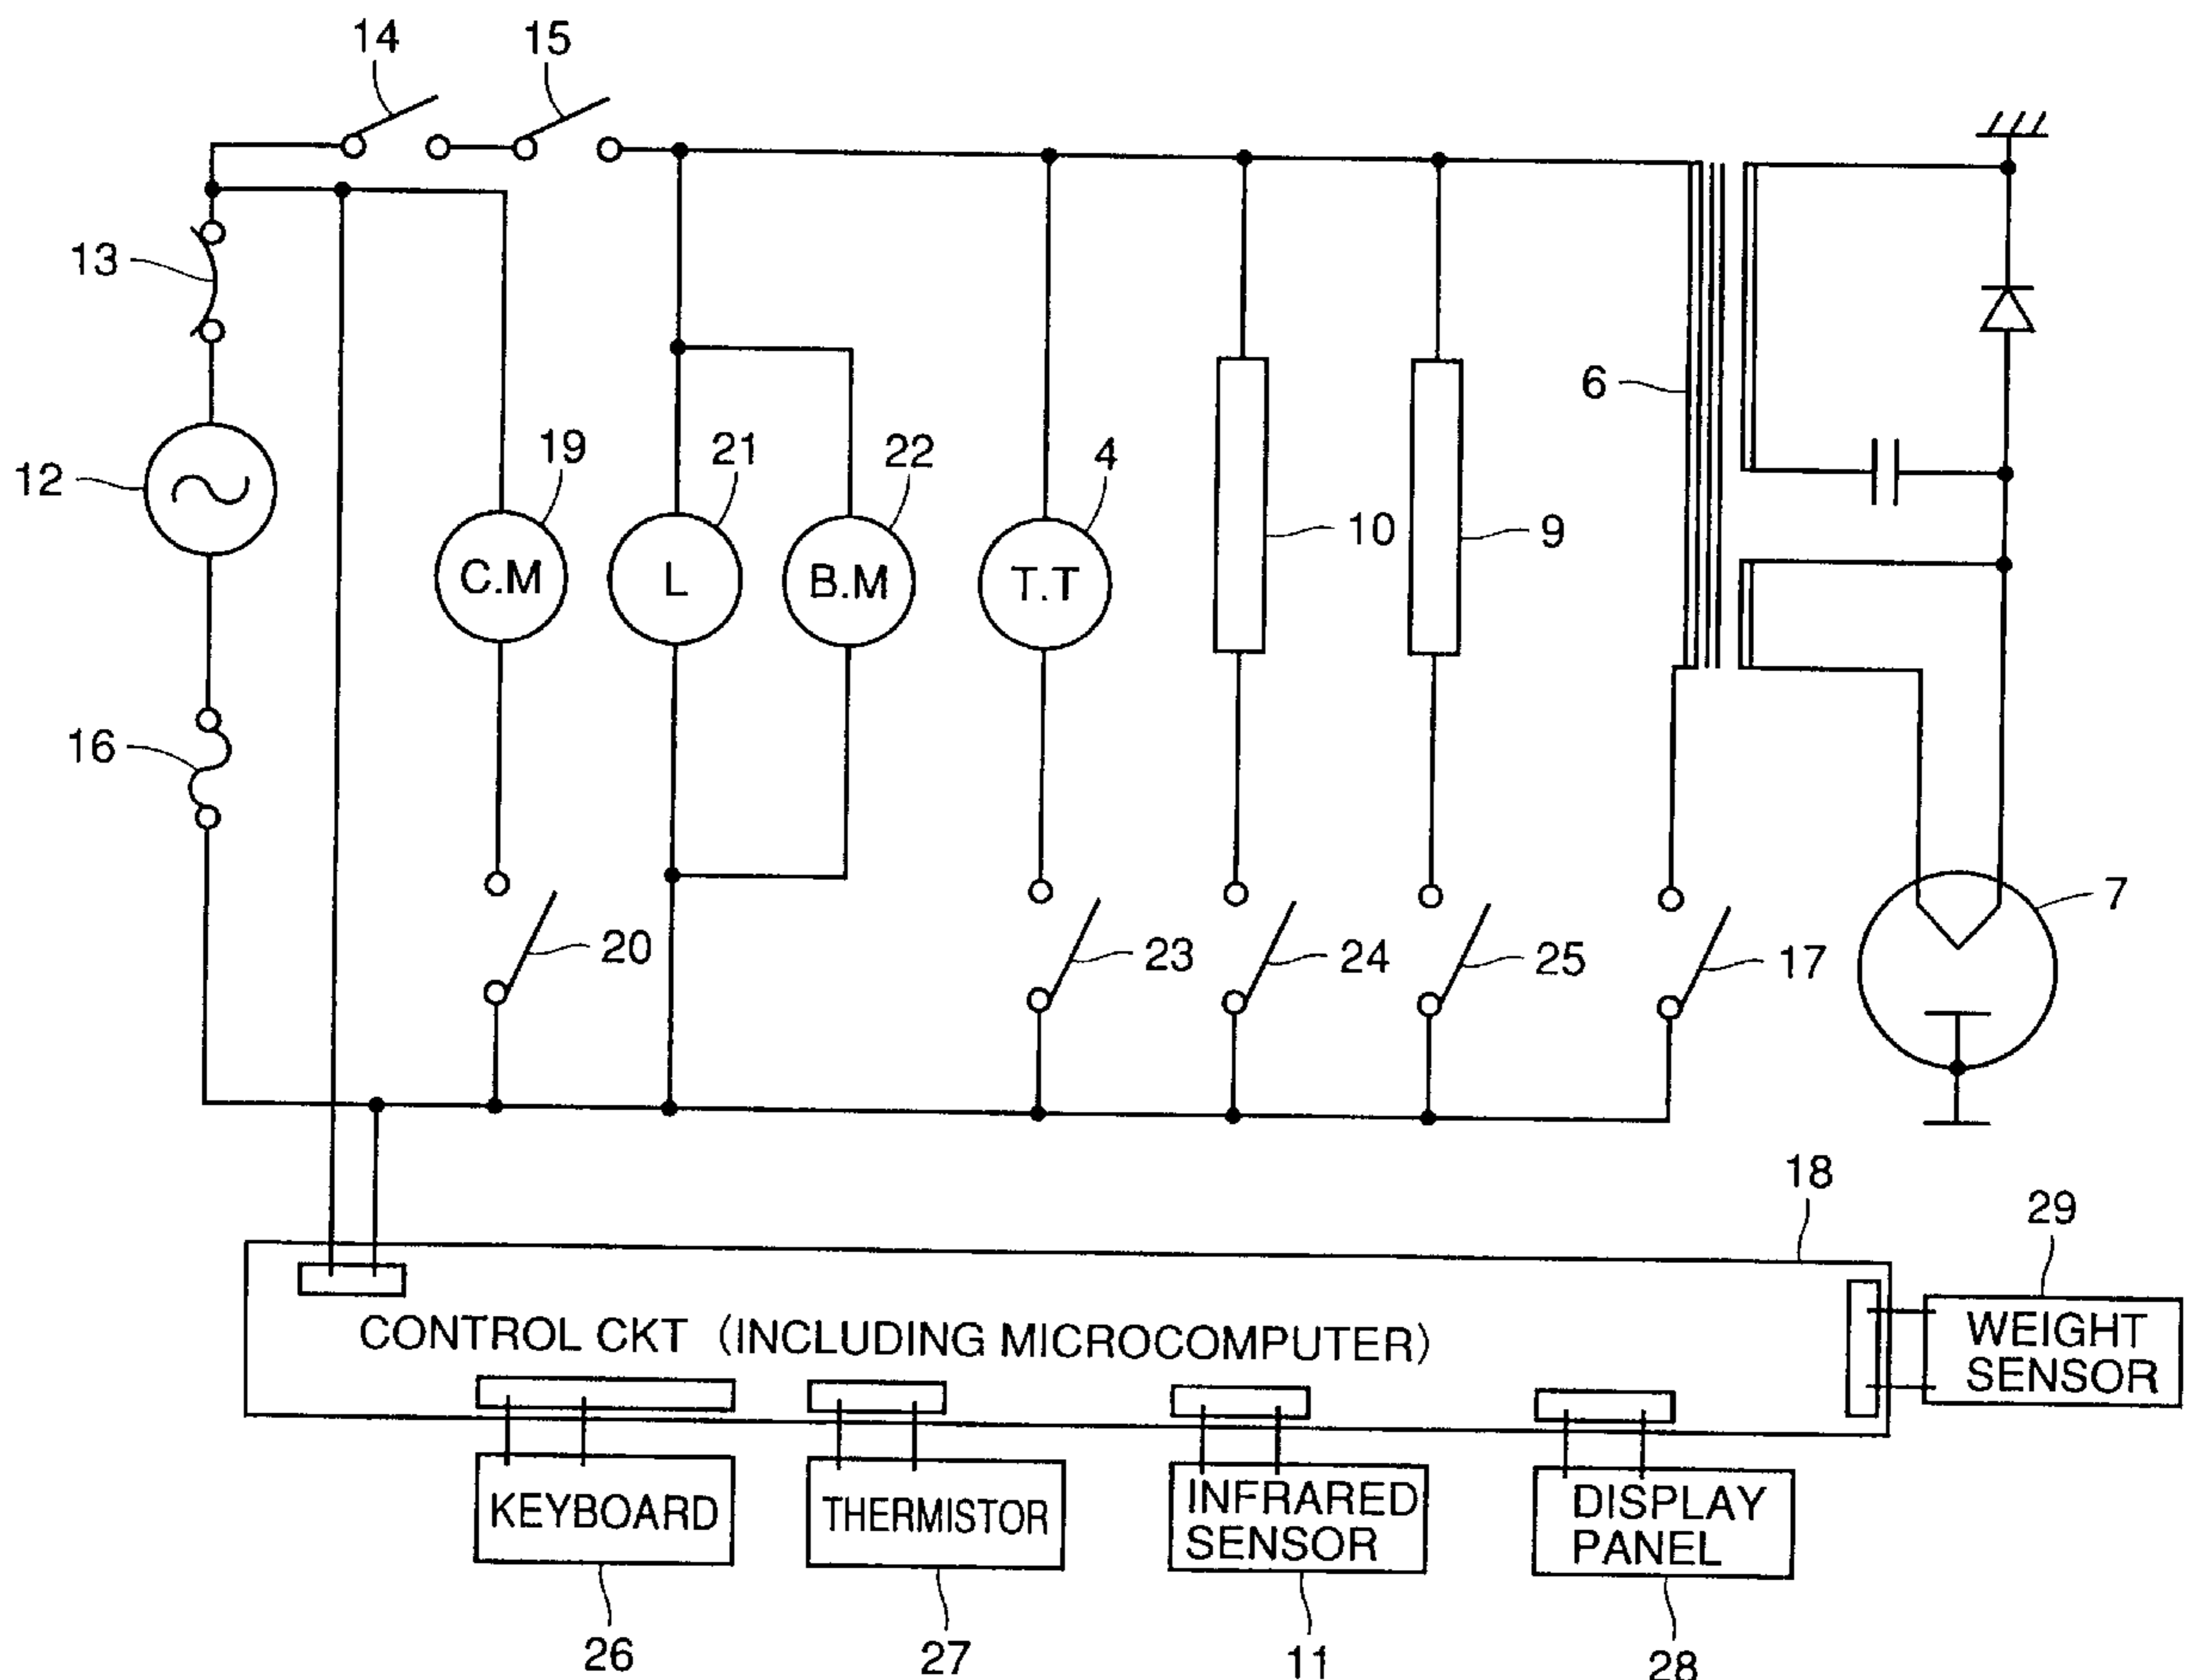 14
15
13
12
19
21
22
4
6
C.M
L
B.M
T.T
10
9
16
20
23
24
25
17
7
18
29
CONTROL CKT (INCLUDING MICROCOMPUTER)
WEIGHT
SENSOR
KEYBOARD
THERMISTOR
INFRARED
SENSOR
DISPLAY
PANEL
26
27
11
28